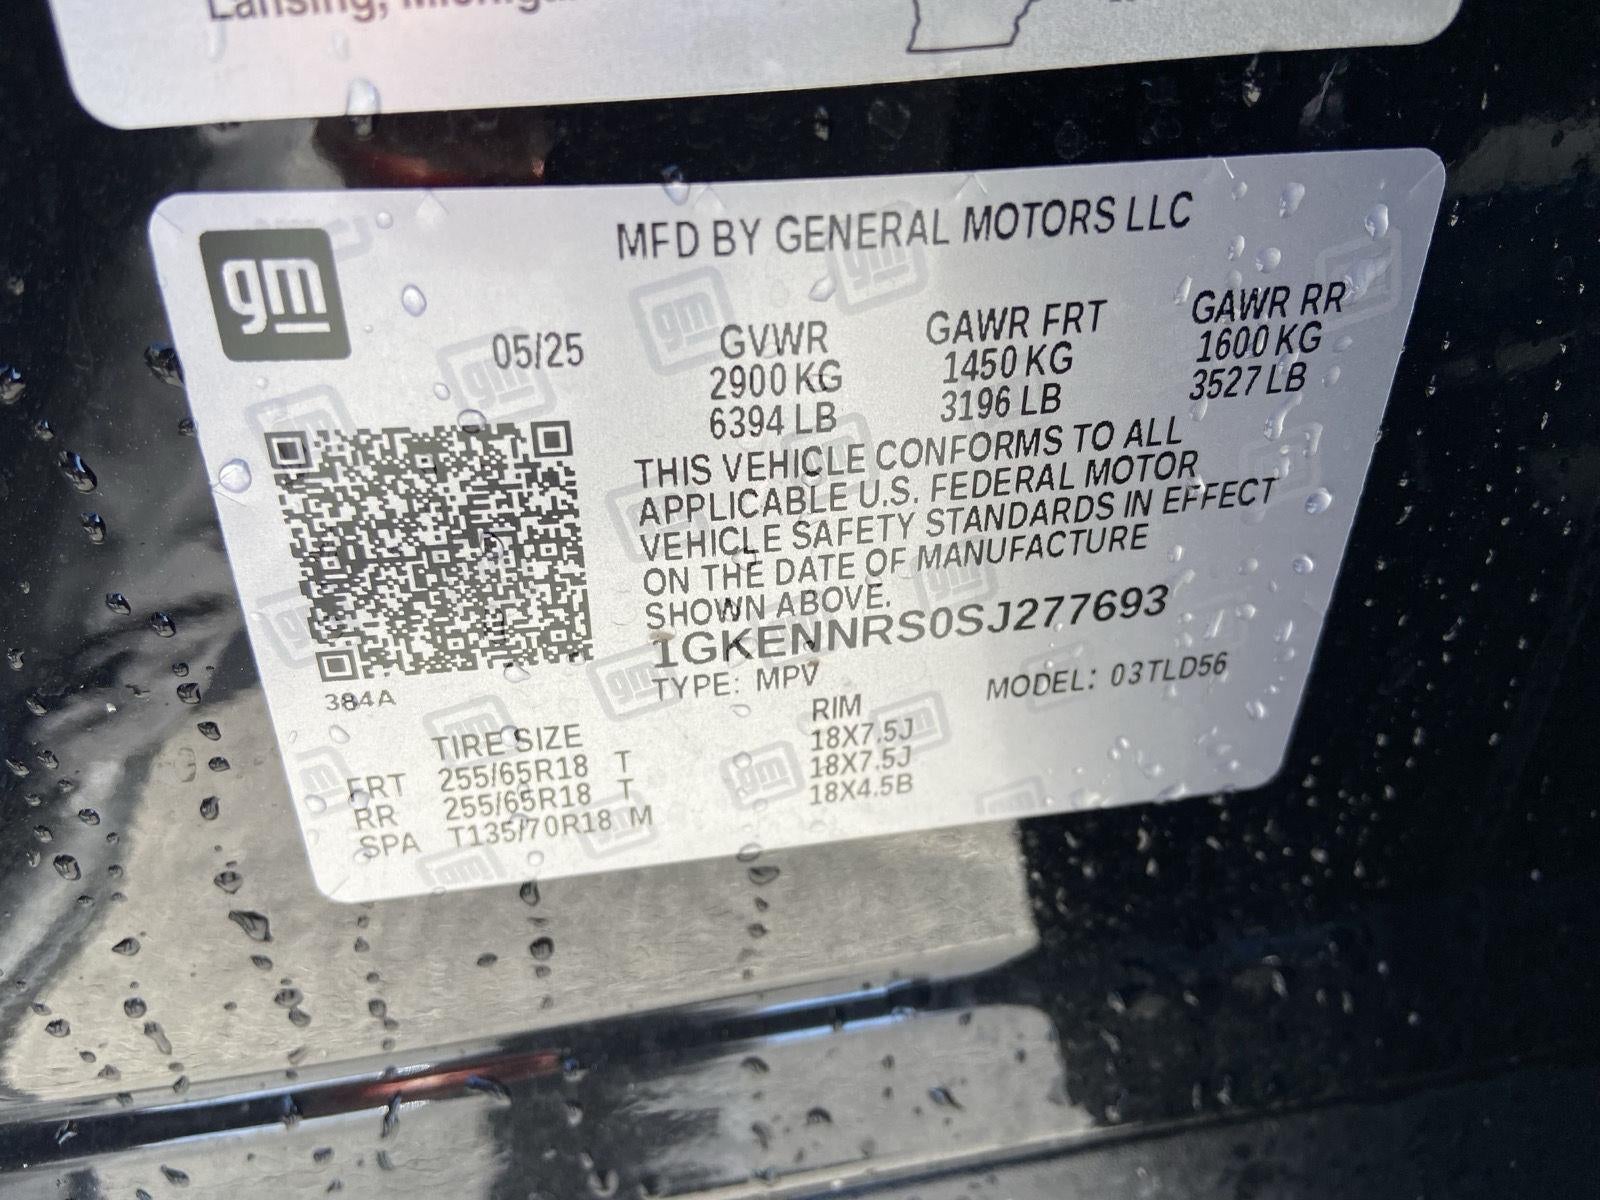 Lansing, Michigan
gm
MFD BY GENERAL MOTORS LLC
05/25
GVWR GAWR FRT GAWR RR
2900 KG 1450 KG 1600 KG
6394 LB 3196 LB 3527 LB
THIS VEHICLE CONFORMS TO ALL
APPLICABLE U.S. FEDERAL MOTOR
VEHICLE SAFETY STANDARDS IN EFFECT
ON THE DATE OF MANUFACTURE
SHOWN ABOVE.
1GKENNRS0SJ277693
TYPE: MPV MODEL: 03TLD56
384A
TIRE SIZE RIM
FRT 255/65R18 T 18X7.5J
RR 255/65R18 T 18X7.5J
SPA T135/70R18 M 18X4.5B